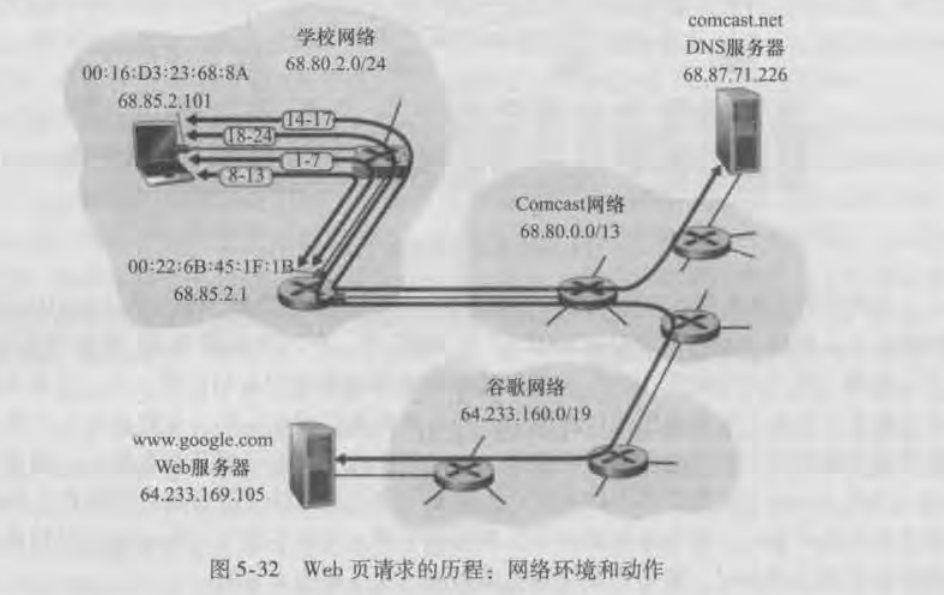 学校网络
68.80.2.0/24
comcast.net
DNS服务器
68.87.71.226
00:16:D3:23:68:8A
68.85.2.101
14-17
18-24
1-7
8-13
Comcast网络
68.80.0.0/13
00:22:6B:45:1F:1B
68.85.2.1
谷歌网络
64.233.160.0/19
www.google.com
Web服务器
64.233.169.105
图 5-32 Web 页请求的历程：网络环境和动作